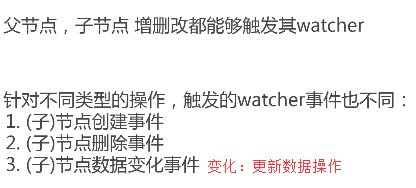 父节点，子节点 增删改都能够触发其watcher
针对不同类型的操作，触发的watcher事件也不同：
1. (子)节点创建事件
2. (子)节点删除事件
3. (子)节点数据变化事件 变化：更新数据操作